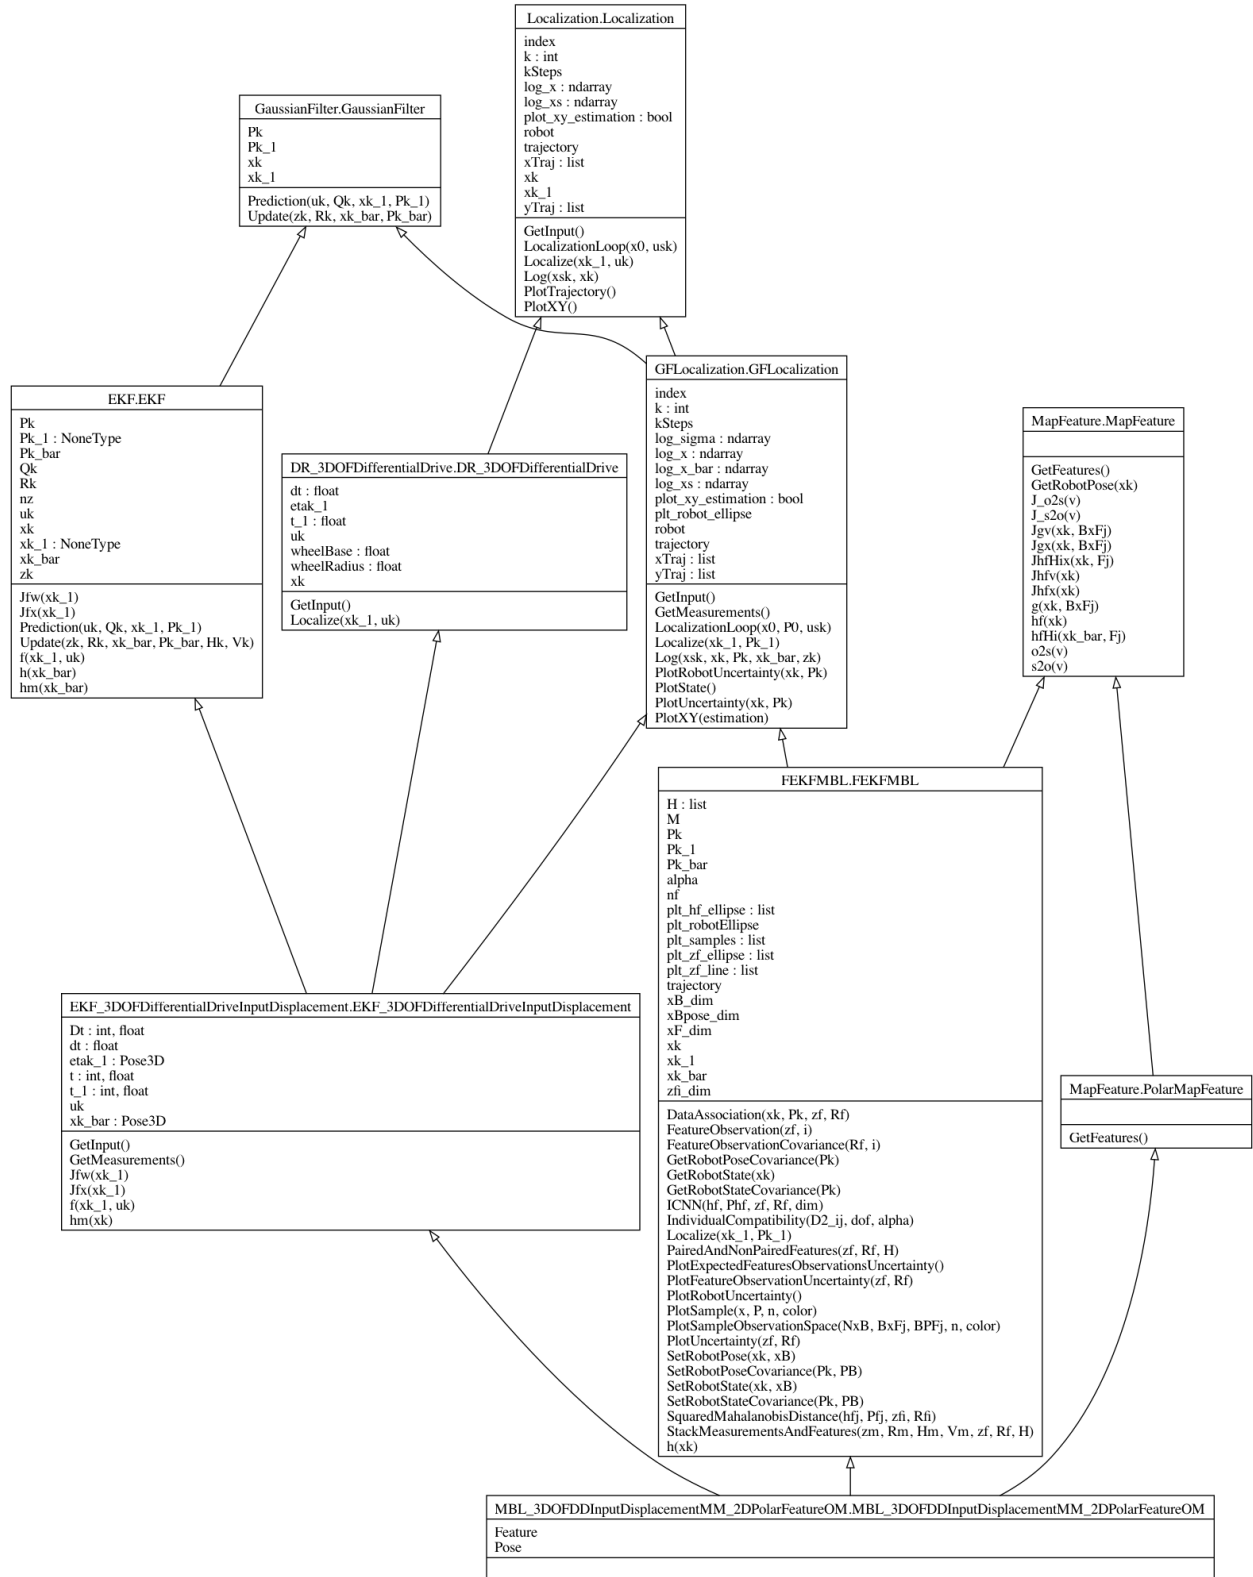 Localization.Localization
index
k : int
kSteps
log_x : ndarray
log_xs : ndarray
plot_xy_estimation : bool
robot
trajectory
xTraj : list
xk
xk_1
yTraj : list
GetInput()
LocalizationLoop(x0, usk)
Localize(xk_1, uk)
Log(xsk, xk)
PlotTrajectory()
PlotXY()
GaussianFilter.GaussianFilter
Pk
Pk_1
xk
xk_1
Prediction(uk, Qk, xk_1, Pk_1)
Update(zk, Rk, xk_bar, Pk_bar)
EKF.EKF
Pk
Pk_1 : NoneType
Pk_bar
Qk
Rk
nz
uk
xk
xk_1 : NoneType
xk_bar
zk
Jfw(xk_1)
Jfx(xk_1)
Prediction(uk, Qk, xk_1, Pk_1)
Update(zk, Rk, xk_bar, Pk_bar, Hk, Vk)
f(xk_1, uk)
h(xk_bar)
hm(xk_bar)
DR_3DOFDifferentialDrive.DR_3DOFDifferentialDrive
dt : float
etak_1
t_1 : float
uk
wheelBase : float
wheelRadius : float
xk
GetInput()
Localize(xk_1, uk)
GFLocalization.GFLocalization
index
k : int
kSteps
log_sigma : ndarray
log_x : ndarray
log_x_bar : ndarray
log_xs : ndarray
plot_xy_estimation : bool
plt_robot_ellipse
robot
trajectory
xTraj : list
yTraj : list
GetInput()
GetMeasurements()
LocalizationLoop(x0, P0, usk)
Localize(xk_1, Pk_1)
Log(xsk, xk, Pk, xk_bar, zk)
PlotRobotUncertainty(xk, Pk)
PlotState()
PlotUncertainty(xk, Pk)
PlotXY(estimation)
MapFeature.MapFeature
GetFeatures()
GetRobotPose(xk)
J_o2s(v)
J_s2o(v)
Jgv(xk, BxFj)
Jgx(xk, BxFj)
JhfHix(xk, Fj)
Jhfv(xk)
Jhfx(xk)
g(xk, BxFj)
hf(xk)
hfHi(xk_bar, Fj)
o2s(v)
s2o(v)
FEKFMBL.FEKFMBL
H : list
M
Pk
Pk_1
Pk_bar
alpha
nf
plt_hf_ellipse : list
plt_robotEllipse
plt_samples : list
plt_zf_ellipse : list
plt_zf_line : list
trajectory
xB_dim
xBpose_dim
xF_dim
xk
xk_1
xk_bar
zfi_dim
DataAssociation(xk, Pk, zf, Rf)
FeatureObservation(zf, i)
FeatureObservationCovariance(Rf, i)
GetRobotPoseCovariance(Pk)
GetRobotState(xk)
GetRobotStateCovariance(Pk)
ICNN(hf, Phf, zf, Rf, dim)
IndividualCompatibility(D2_ij, dof, alpha)
Localize(xk_1, Pk_1)
PairedAndNonPairedFeatures(zf, Rf, H)
PlotExpectedFeaturesObservationsUncertainty()
PlotFeatureObservationUncertainty(zf, Rf)
PlotRobotUncertainty()
PlotSample(x, P, n, color)
PlotSampleObservationSpace(NxB, BxFj, BPFj, n, color)
PlotUncertainty(zf, Rf)
SetRobotPose(xk, xB)
SetRobotPoseCovariance(Pk, PB)
SetRobotState(xk, xB)
SetRobotStateCovariance(Pk, PB)
SquaredMahalanobisDistance(hfj, Pfj, zfi, Rfi)
StackMeasurementsAndFeatures(zm, Rm, Hm, Vm, zf, Rf, H)
h(xk)
EKF_3DOFDifferentialDriveInputDisplacement.EKF_3DOFDifferentialDriveInputDisplacement
Dt : int, float
dt : float
etak_1 : Pose3D
t : int, float
t_1 : int, float
uk
xk_bar : Pose3D
GetInput()
GetMeasurements()
Jfw(xk_1)
Jfx(xk_1)
f(xk_1, uk)
hm(xk)
MapFeature.PolarMapFeature
GetFeatures()
MBL_3DOFDDInputDisplacementMM_2DPolarFeatureOM.MBL_3DOFDDInputDisplacementMM_2DPolarFeatureOM
Feature
Pose